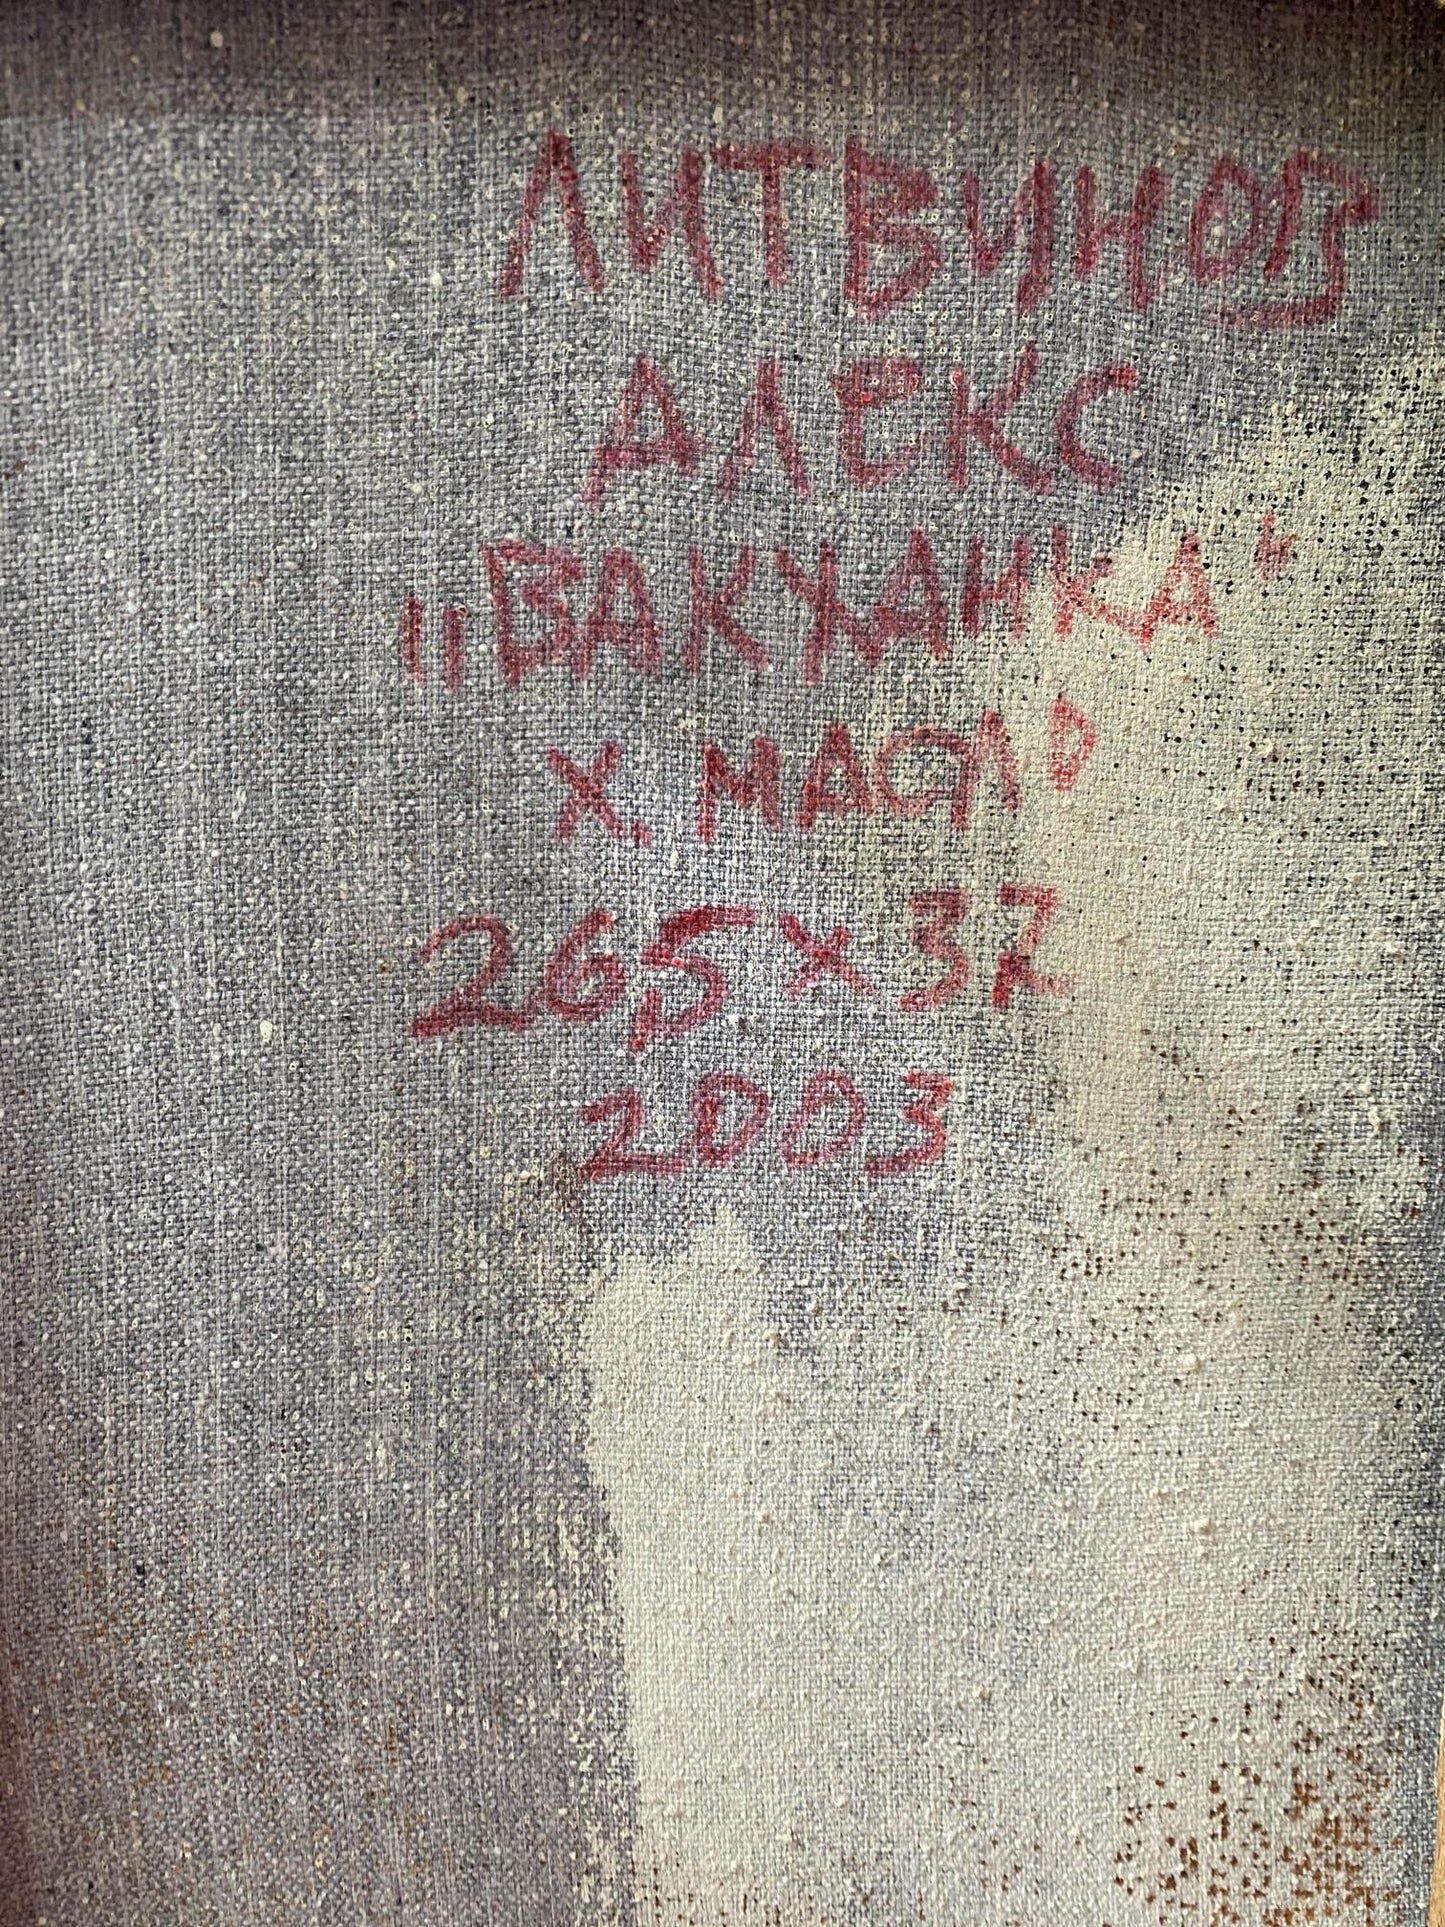 ЛИТВИНОВ
АЛЕКС
"ВАКХАНКА"
Х. МАСЛО
265 х 37
2003